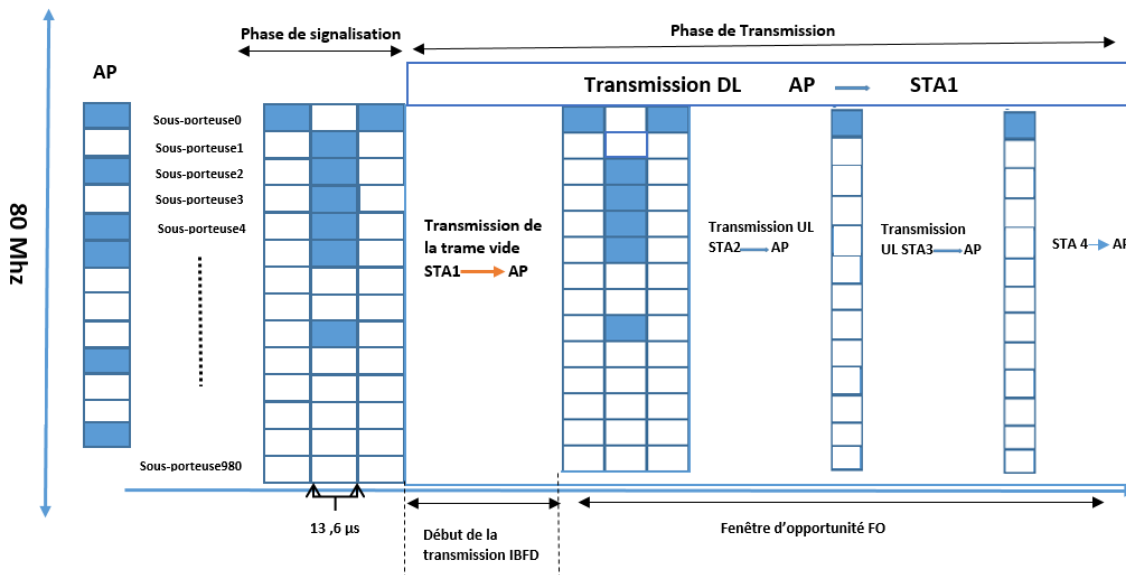 Phase de signalisation
Phase de Transmission
AP
Transmission DL AP STA1
Sous-porteuse0
Sous-porteuse1
Sous-porteuse2
Sous-porteuse3
Sous-porteuse4
80 Mhz
Transmission de
la trame vide
STA1 AP
Transmission UL
STA2 AP
Transmission
UL STA3 AP
STA 4 AP
Sous-porteuse980
13 ,6 µs
Début de la
transmission IBFD
Fenêtre d’opportunité FO